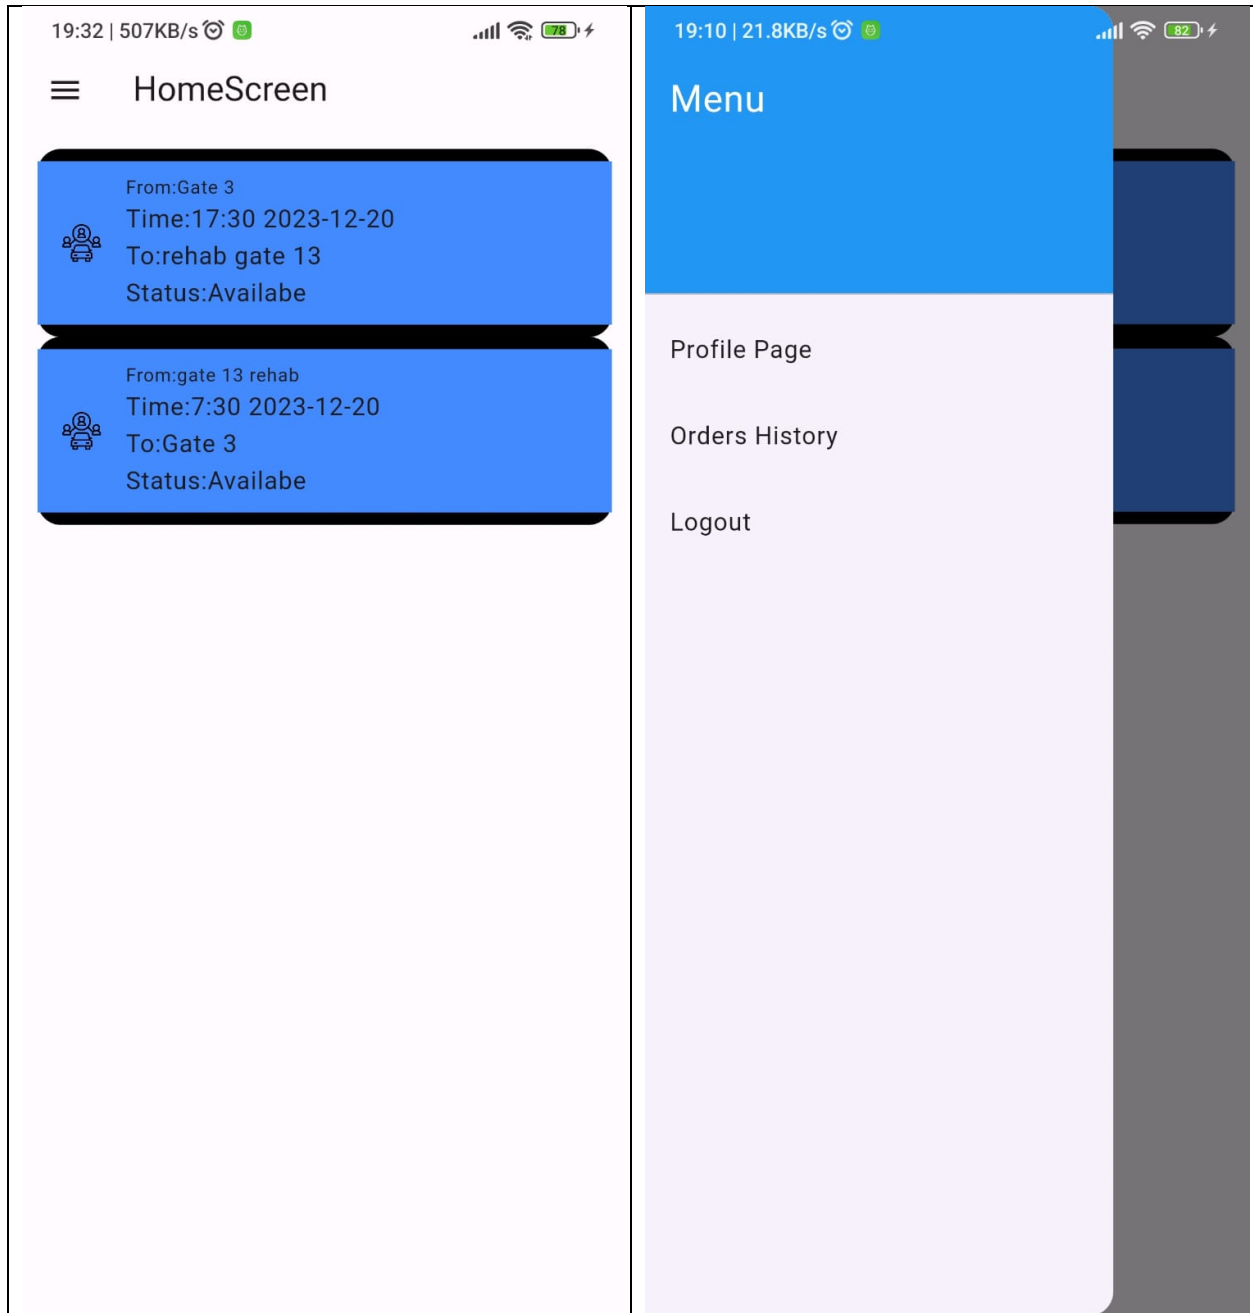 19:32 | 507KB/s
78
HomeScreen
From:Gate 3
Time:17:30 2023-12-20
To:rehab gate 13
Status:Availabe
From:gate 13 rehab
Time:7:30 2023-12-20
To:Gate 3
Status:Availabe
19:10 | 21.8KB/s
82
Menu
Profile Page
Orders History
Logout